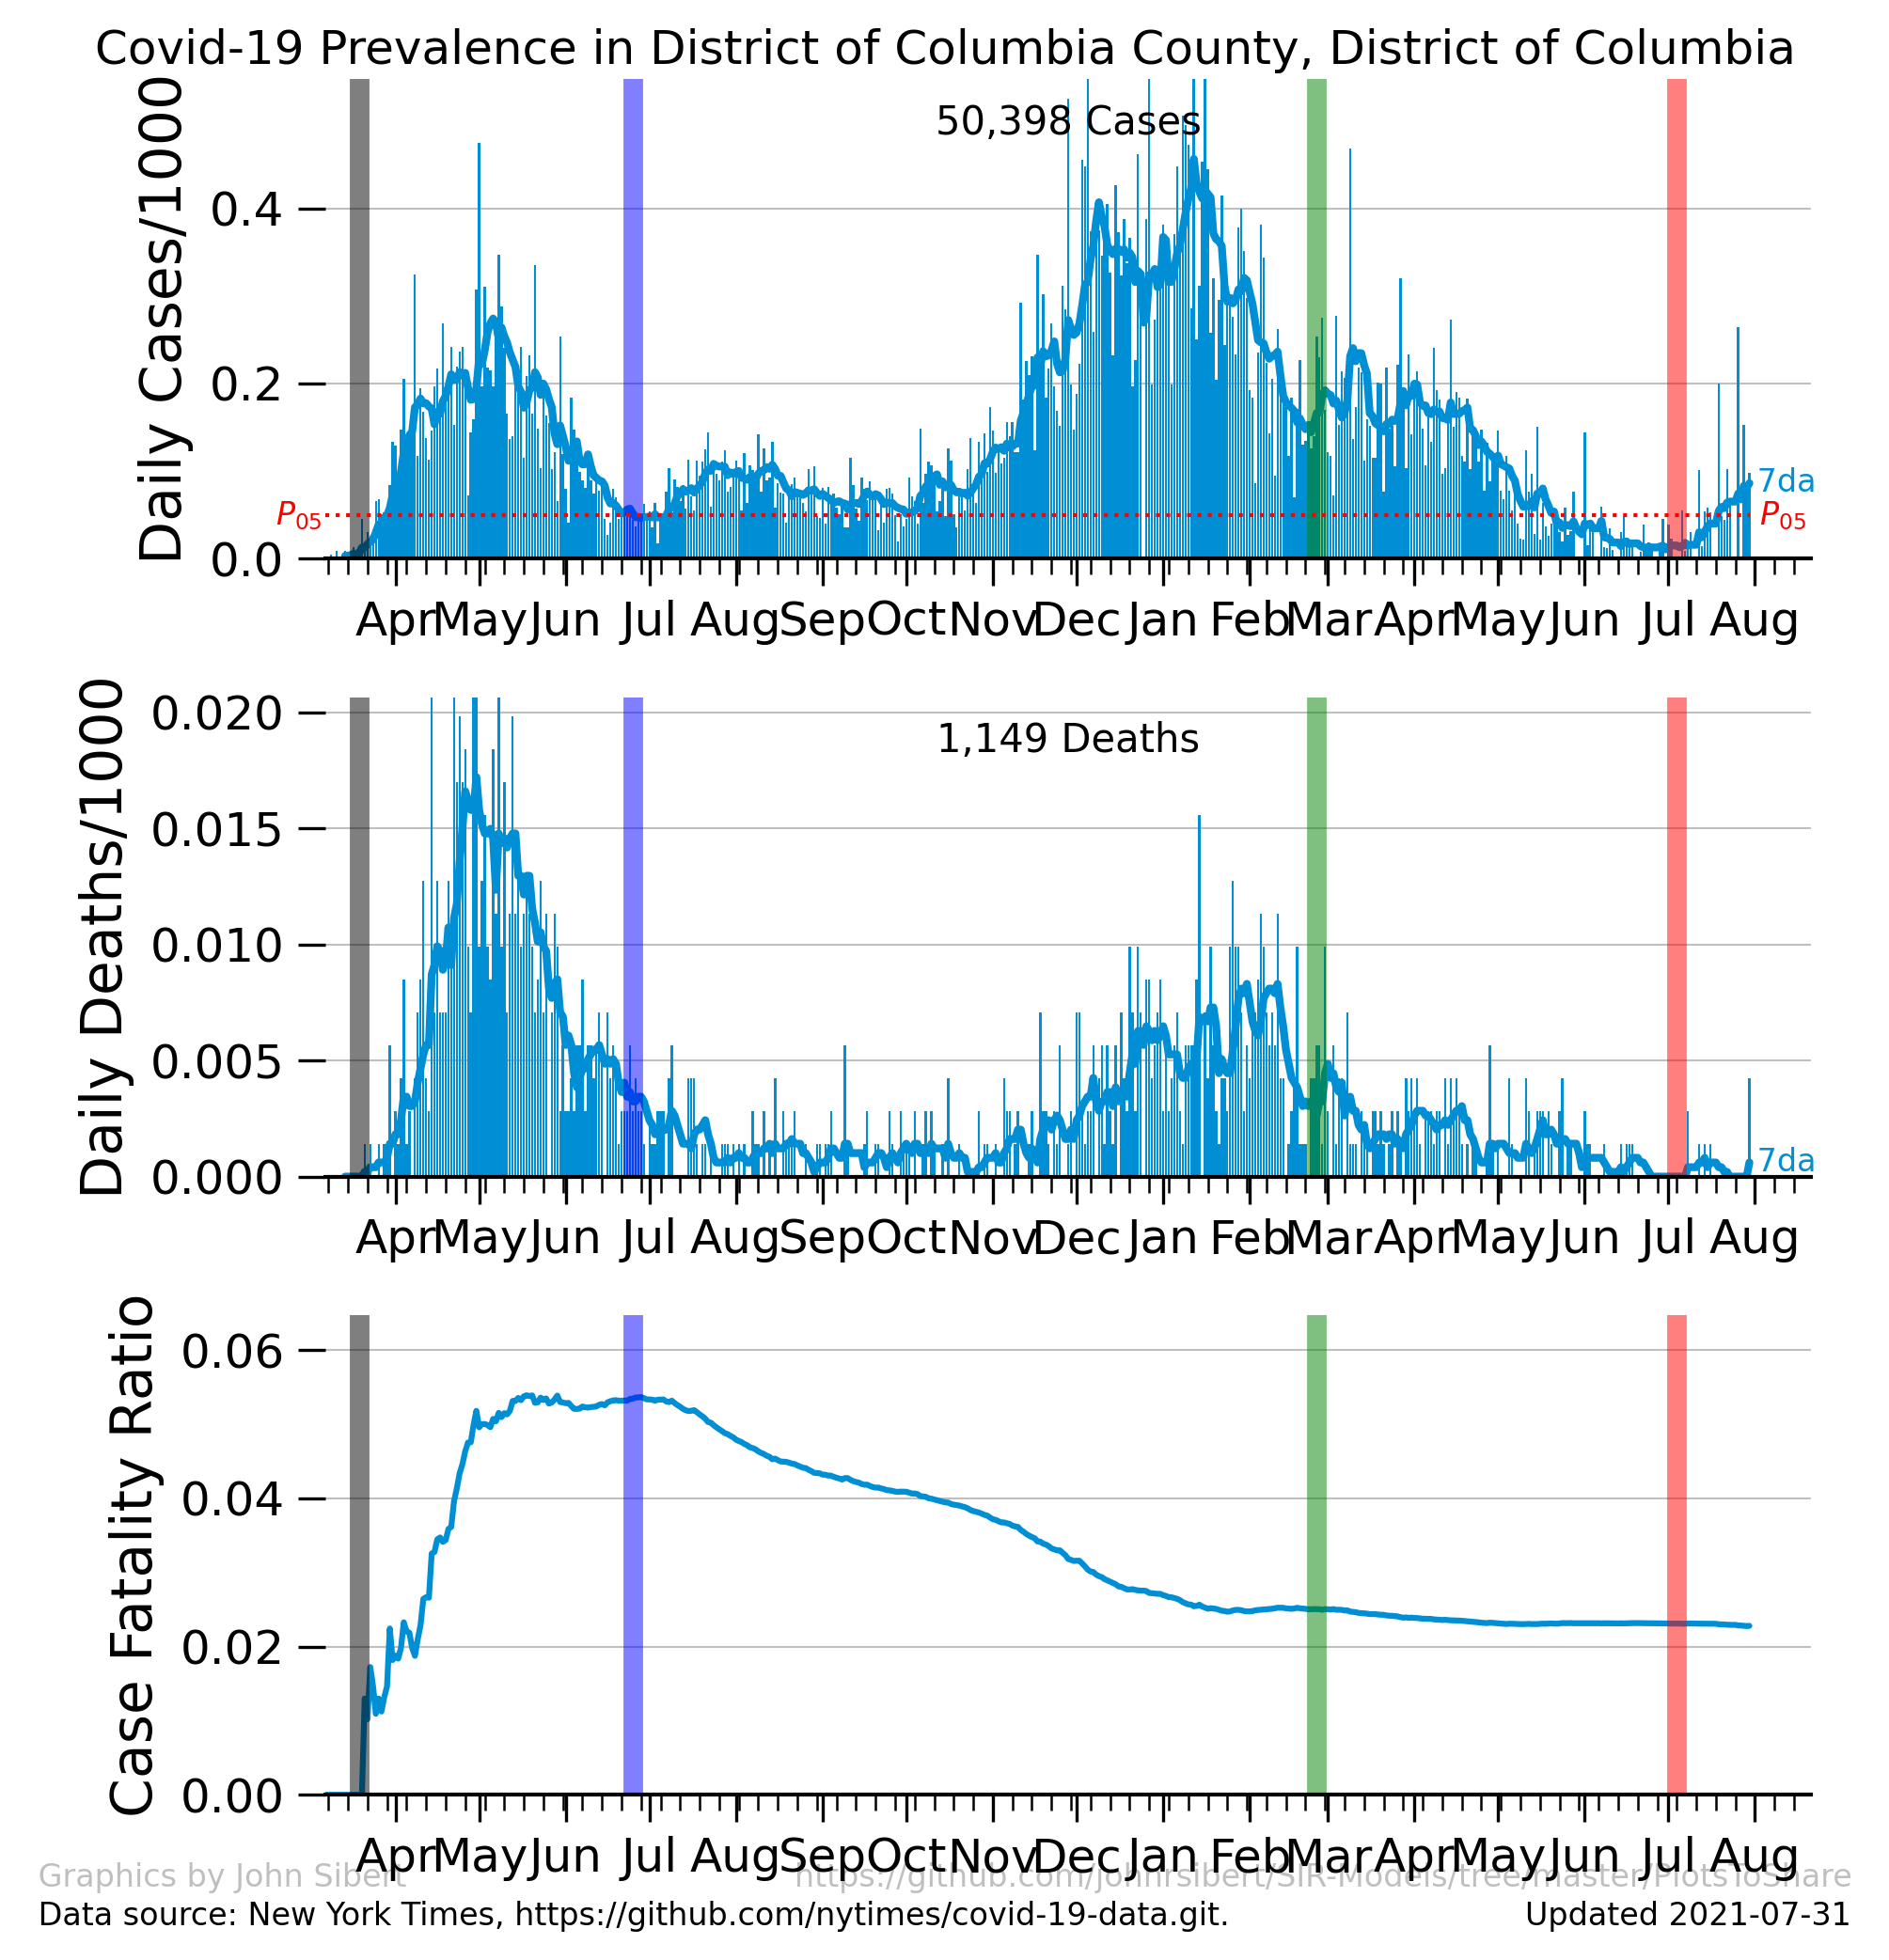 Covid-19 Prevalence in District of Columbia County, District of Columbia
Daily Cases/1000
50,398 Cases
0.4
0.2
0.0
P05
7da
P05
Apr May Jun Jul Aug Sep Oct Nov Dec Jan Feb Mar Apr May Jun Jul Aug
Daily Deaths/1000
1,149 Deaths
0.020
0.015
0.010
0.005
0.000
7da
Apr May Jun Jul Aug Sep Oct Nov Dec Jan Feb Mar Apr May Jun Jul Aug
Case Fatality Ratio
0.06
0.04
0.02
0.00
Apr May Jun Jul Aug Sep Oct Nov Dec Jan Feb Mar Apr May Jun Jul Aug
Graphics by John Sibert https://github.com/johnrsibert/SIR-Models/tree/master/PlotsToShare
Data source: New York Times, https://github.com/nytimes/covid-19-data.git. Updated 2021-07-31